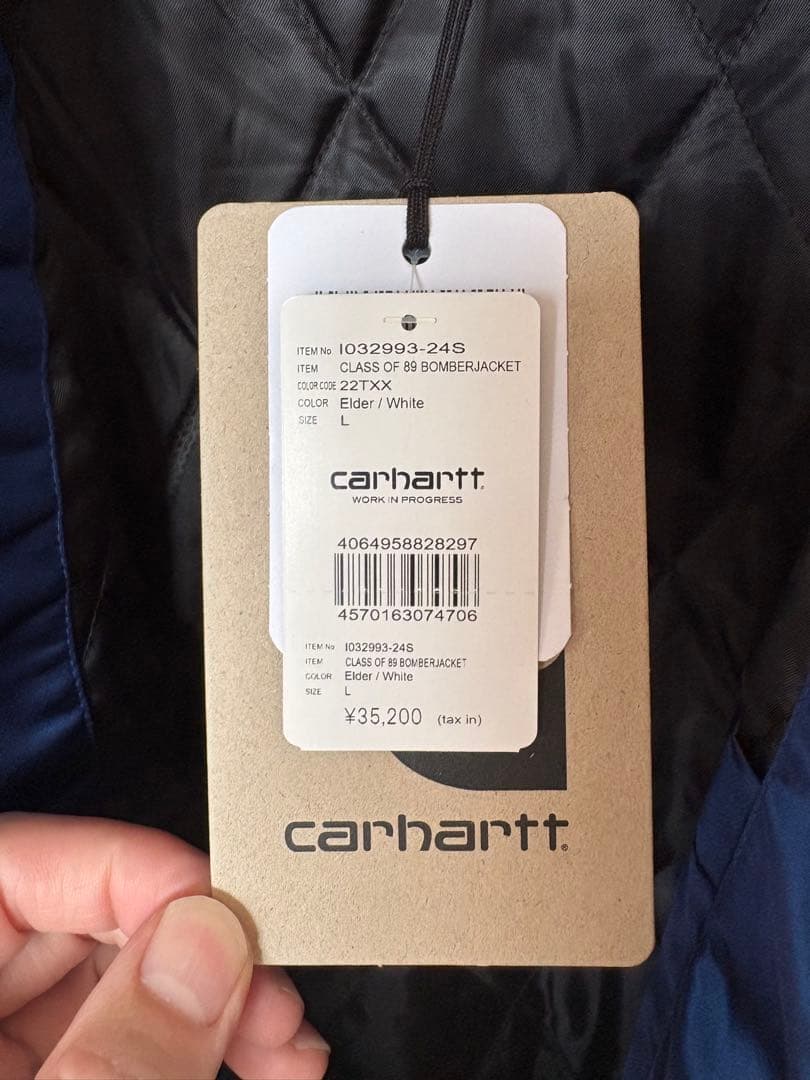 ITEM No. I032993-24S
ITEM CLASS OF 89 BOMBERJACKET
COLOR CODE 22TXX
COLOR Elder / White
SIZE L
carhartt.
WORK IN PROGRESS
4064958828297
4570163074706
ITEM No I032993-24S
ITEM CLASS OF 89 BOMBERJACKET
COLOR Elder / White
SIZE L
¥35,200 (tax in)
carhartt®